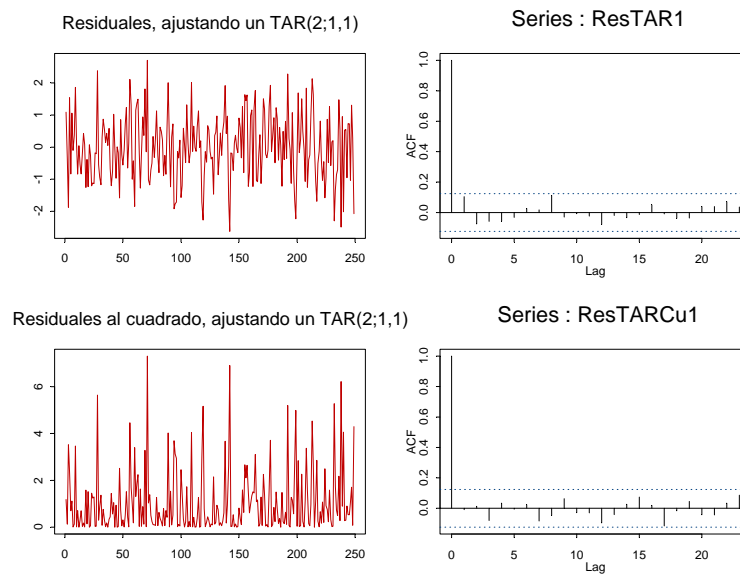 Residuales, ajustando un TAR(2;1,1)
2
1
0
-1
-2
0 50 100 150 200 250
Series : ResTAR1
ACF
1.0
0.8
0.6
0.4
0.2
0.0
0 5 10 15 20
Lag
Residuales al cuadrado, ajustando un TAR(2;1,1)
6
4
2
0
0 50 100 150 200 250
Series : ResTARCu1
ACF
1.0
0.8
0.6
0.4
0.2
0.0
0 5 10 15 20
Lag